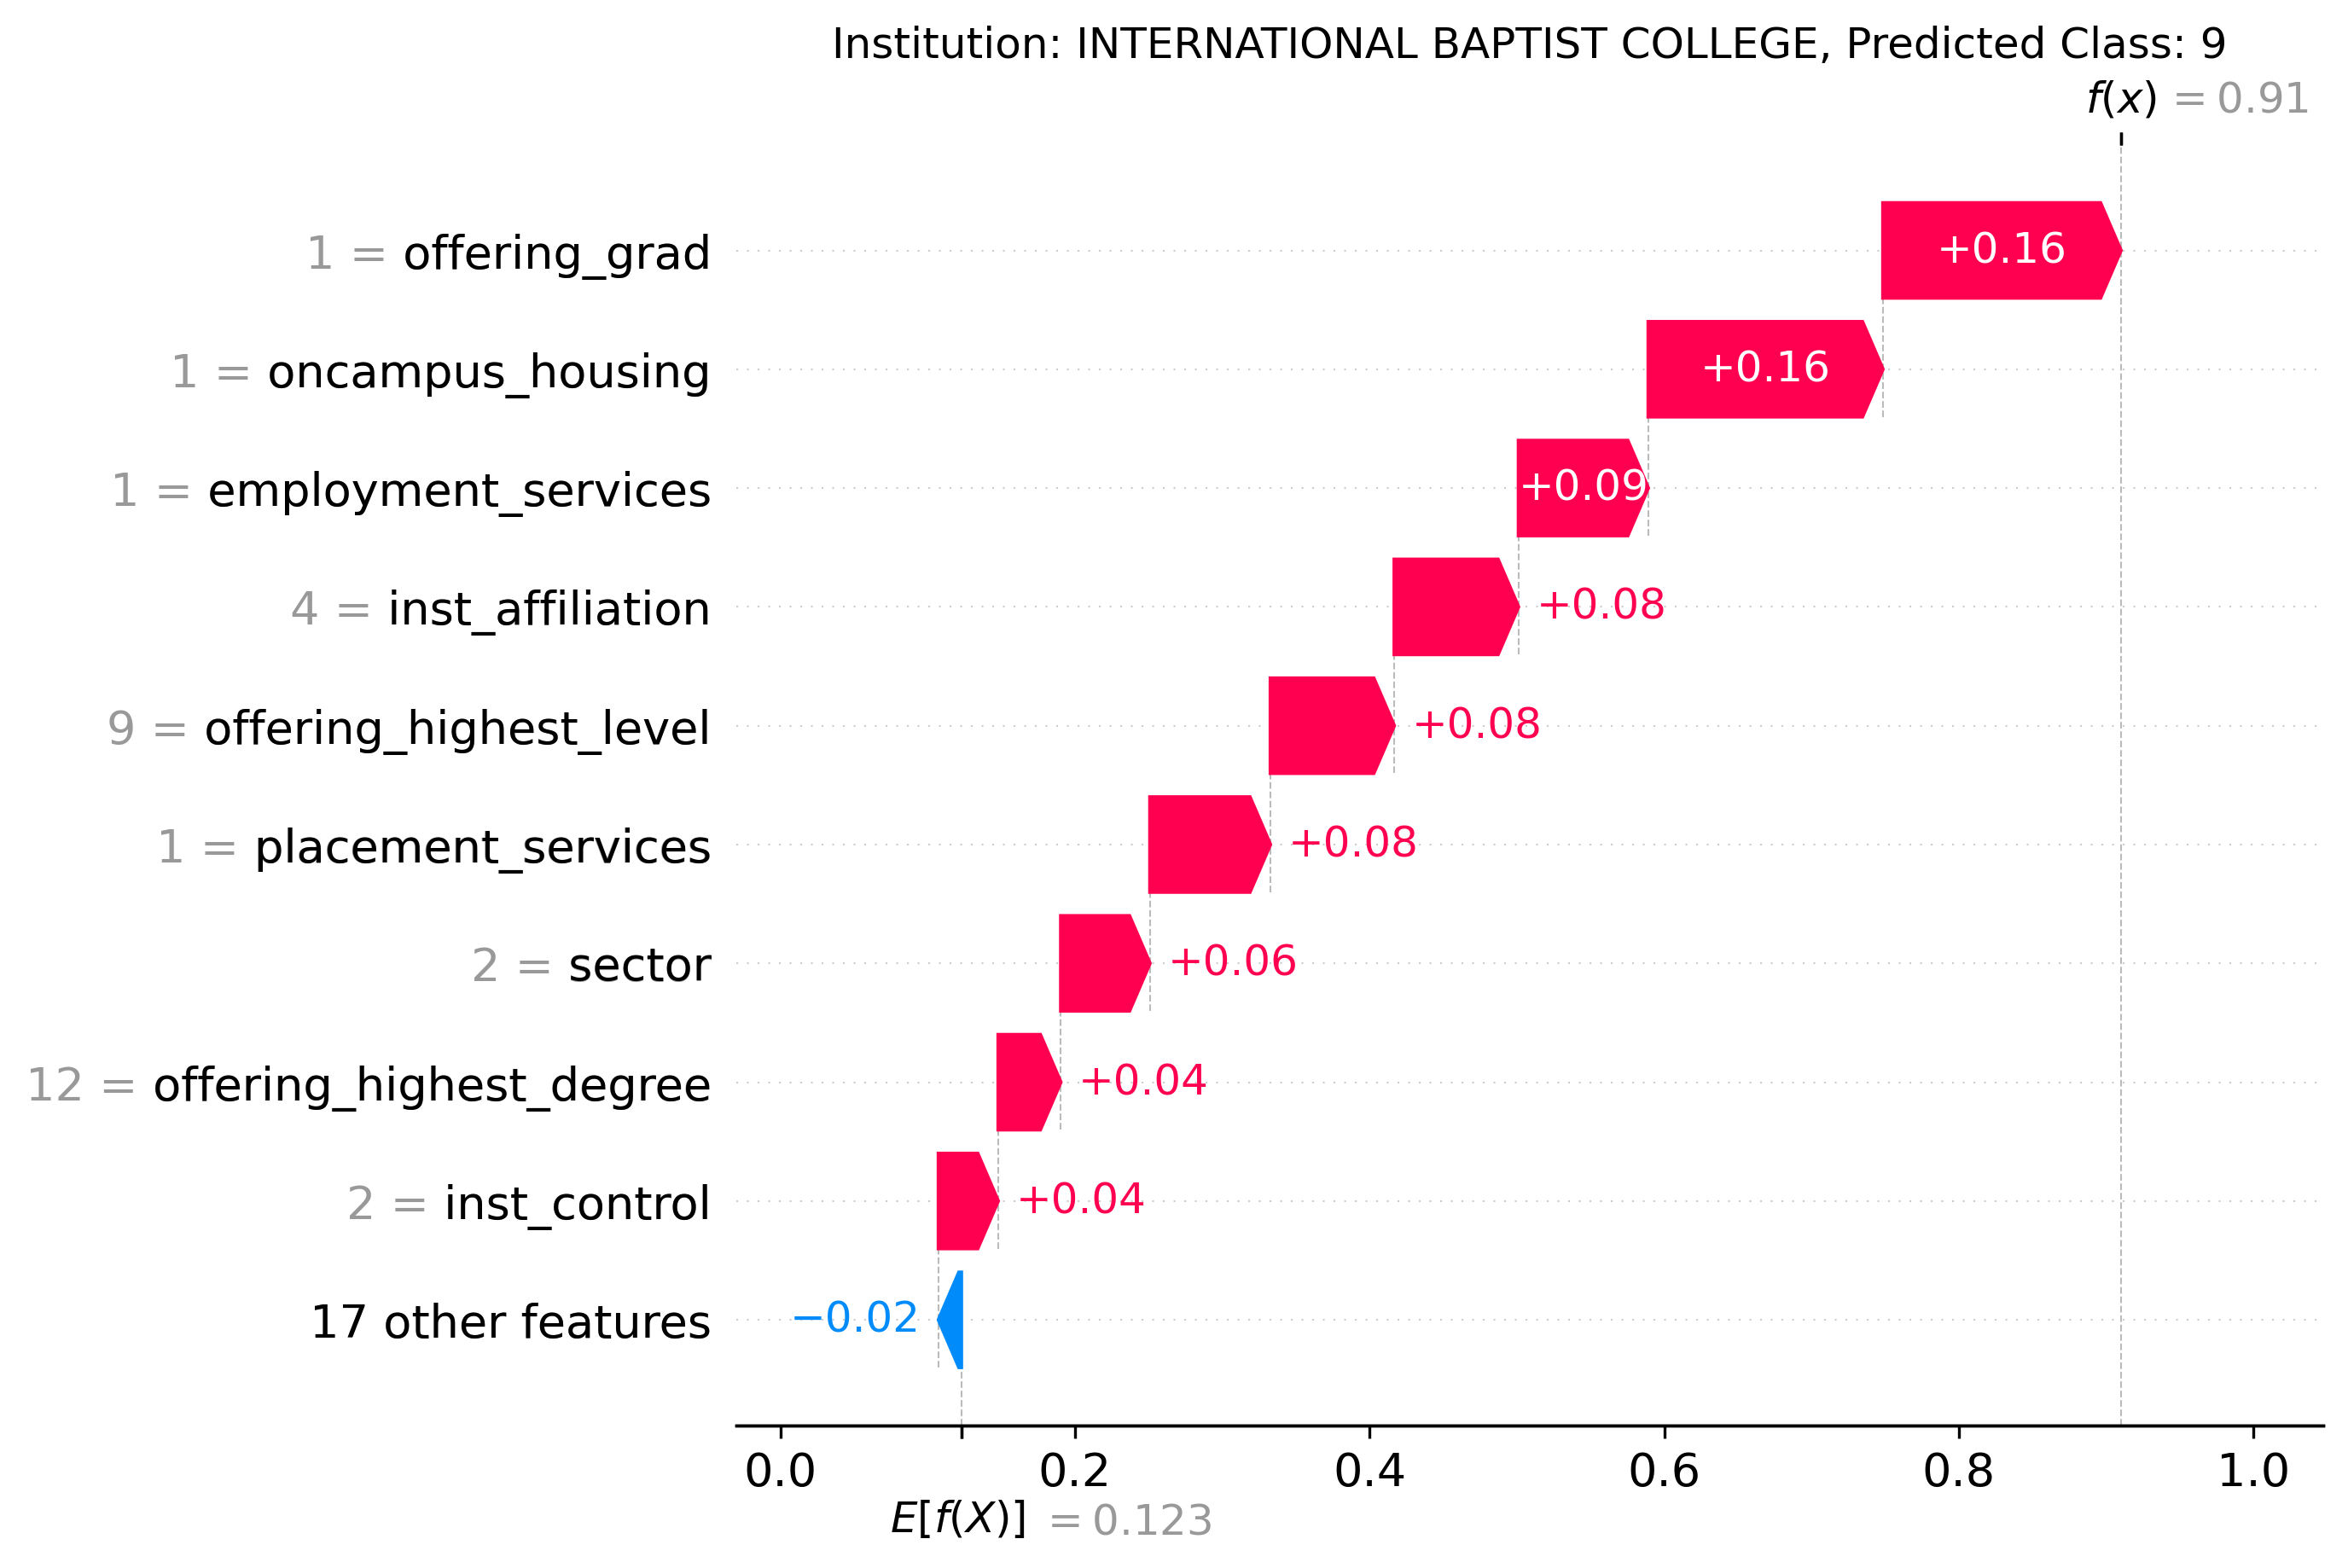 Institution: INTERNATIONAL BAPTIST COLLEGE, Predicted Class: 9
f(x) = 0.91
1 = offering_grad +0.16
1 = oncampus_housing +0.16
1 = employment_services +0.09
4 = inst_affiliation +0.08
9 = offering_highest_level +0.08
1 = placement_services +0.08
2 = sector +0.06
12 = offering_highest_degree +0.04
2 = inst_control +0.04
17 other features −0.02
0.0 0.2 0.4 0.6 0.8 1.0
E[f(X)] = 0.123